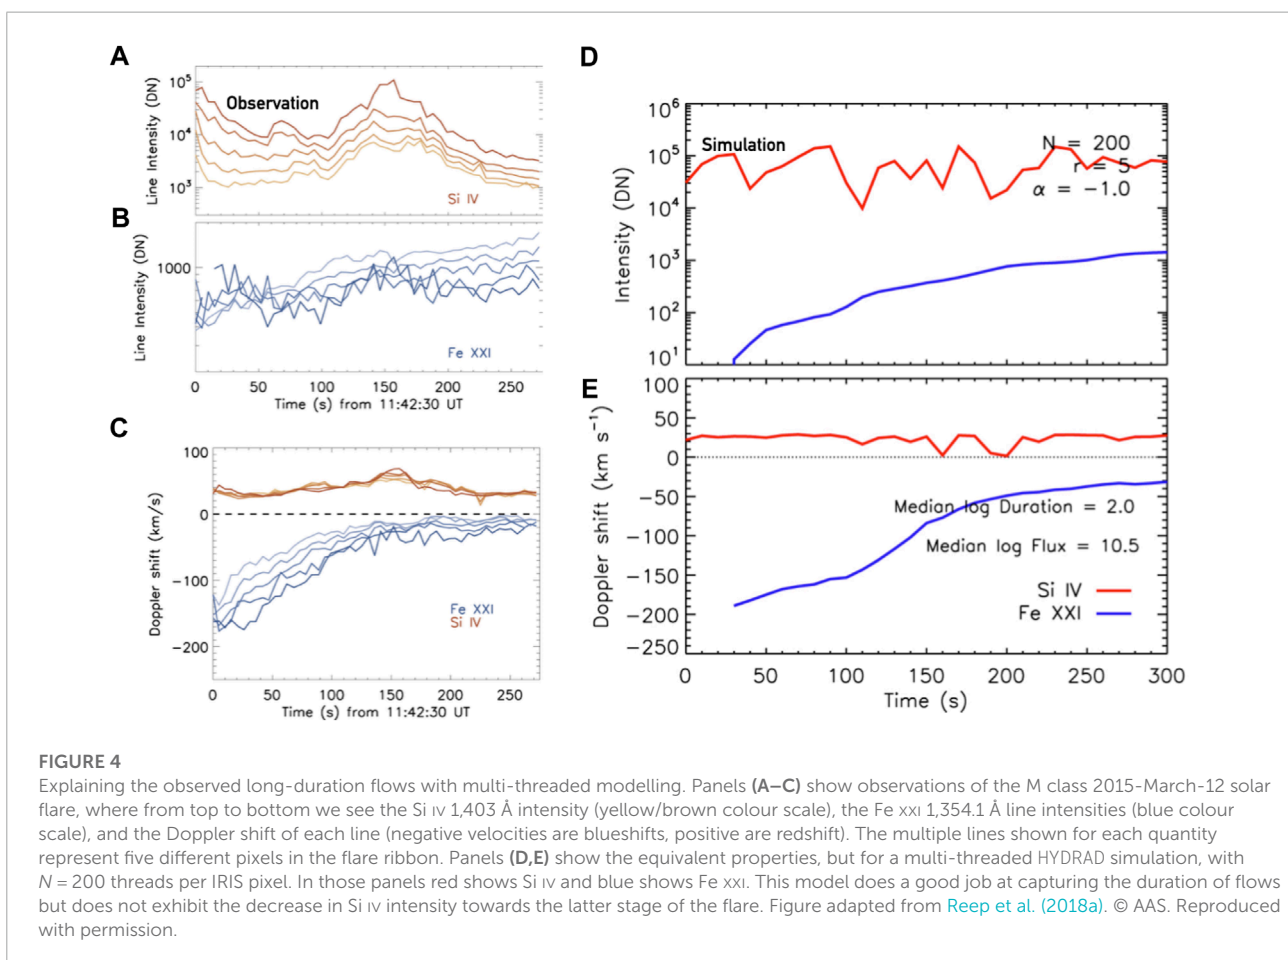 A
Line Intensity (DN)
10⁵
10⁴
10³
Observation
Si IV
B
Line Intensity (DN)
1000
Fe XXI
0 50 100 150 200 250
Time (s) from 11:42:30 UT
C
Doppler shift (km/s)
100
0
−100
−200
Fe XXI
Si IV
0 50 100 150 200 250
Time (s) from 11:42:30 UT
D
Intensity (DN)
10⁶
10⁵
10⁴
10³
10²
10¹
Simulation
N = 200
r = 5
α = −1.0
E
Doppler shift (km s⁻¹)
100
50
0
−50
−100
−150
−200
−250
Median log Duration = 2.0
Median log Flux = 10.5
Si IV
Fe XXI
0 50 100 150 200 250 300
Time (s)
FIGURE 4
Explaining the observed long-duration flows with multi-threaded modelling. Panels (A–C) show observations of the M class 2015-March-12 solar
flare, where from top to bottom we see the Si IV 1,403 Å intensity (yellow/brown colour scale), the Fe XXI 1,354.1 Å line intensities (blue colour
scale), and the Doppler shift of each line (negative velocities are blueshifts, positive are redshift). The multiple lines shown for each quantity
represent five different pixels in the flare ribbon. Panels (D,E) show the equivalent properties, but for a multi-threaded HYDRAD simulation, with
N = 200 threads per IRIS pixel. In those panels red shows Si IV and blue shows Fe XXI. This model does a good job at capturing the duration of flows
but does not exhibit the decrease in Si IV intensity towards the latter stage of the flare. Figure adapted from Reep et al. (2018a). © AAS. Reproduced
with permission.